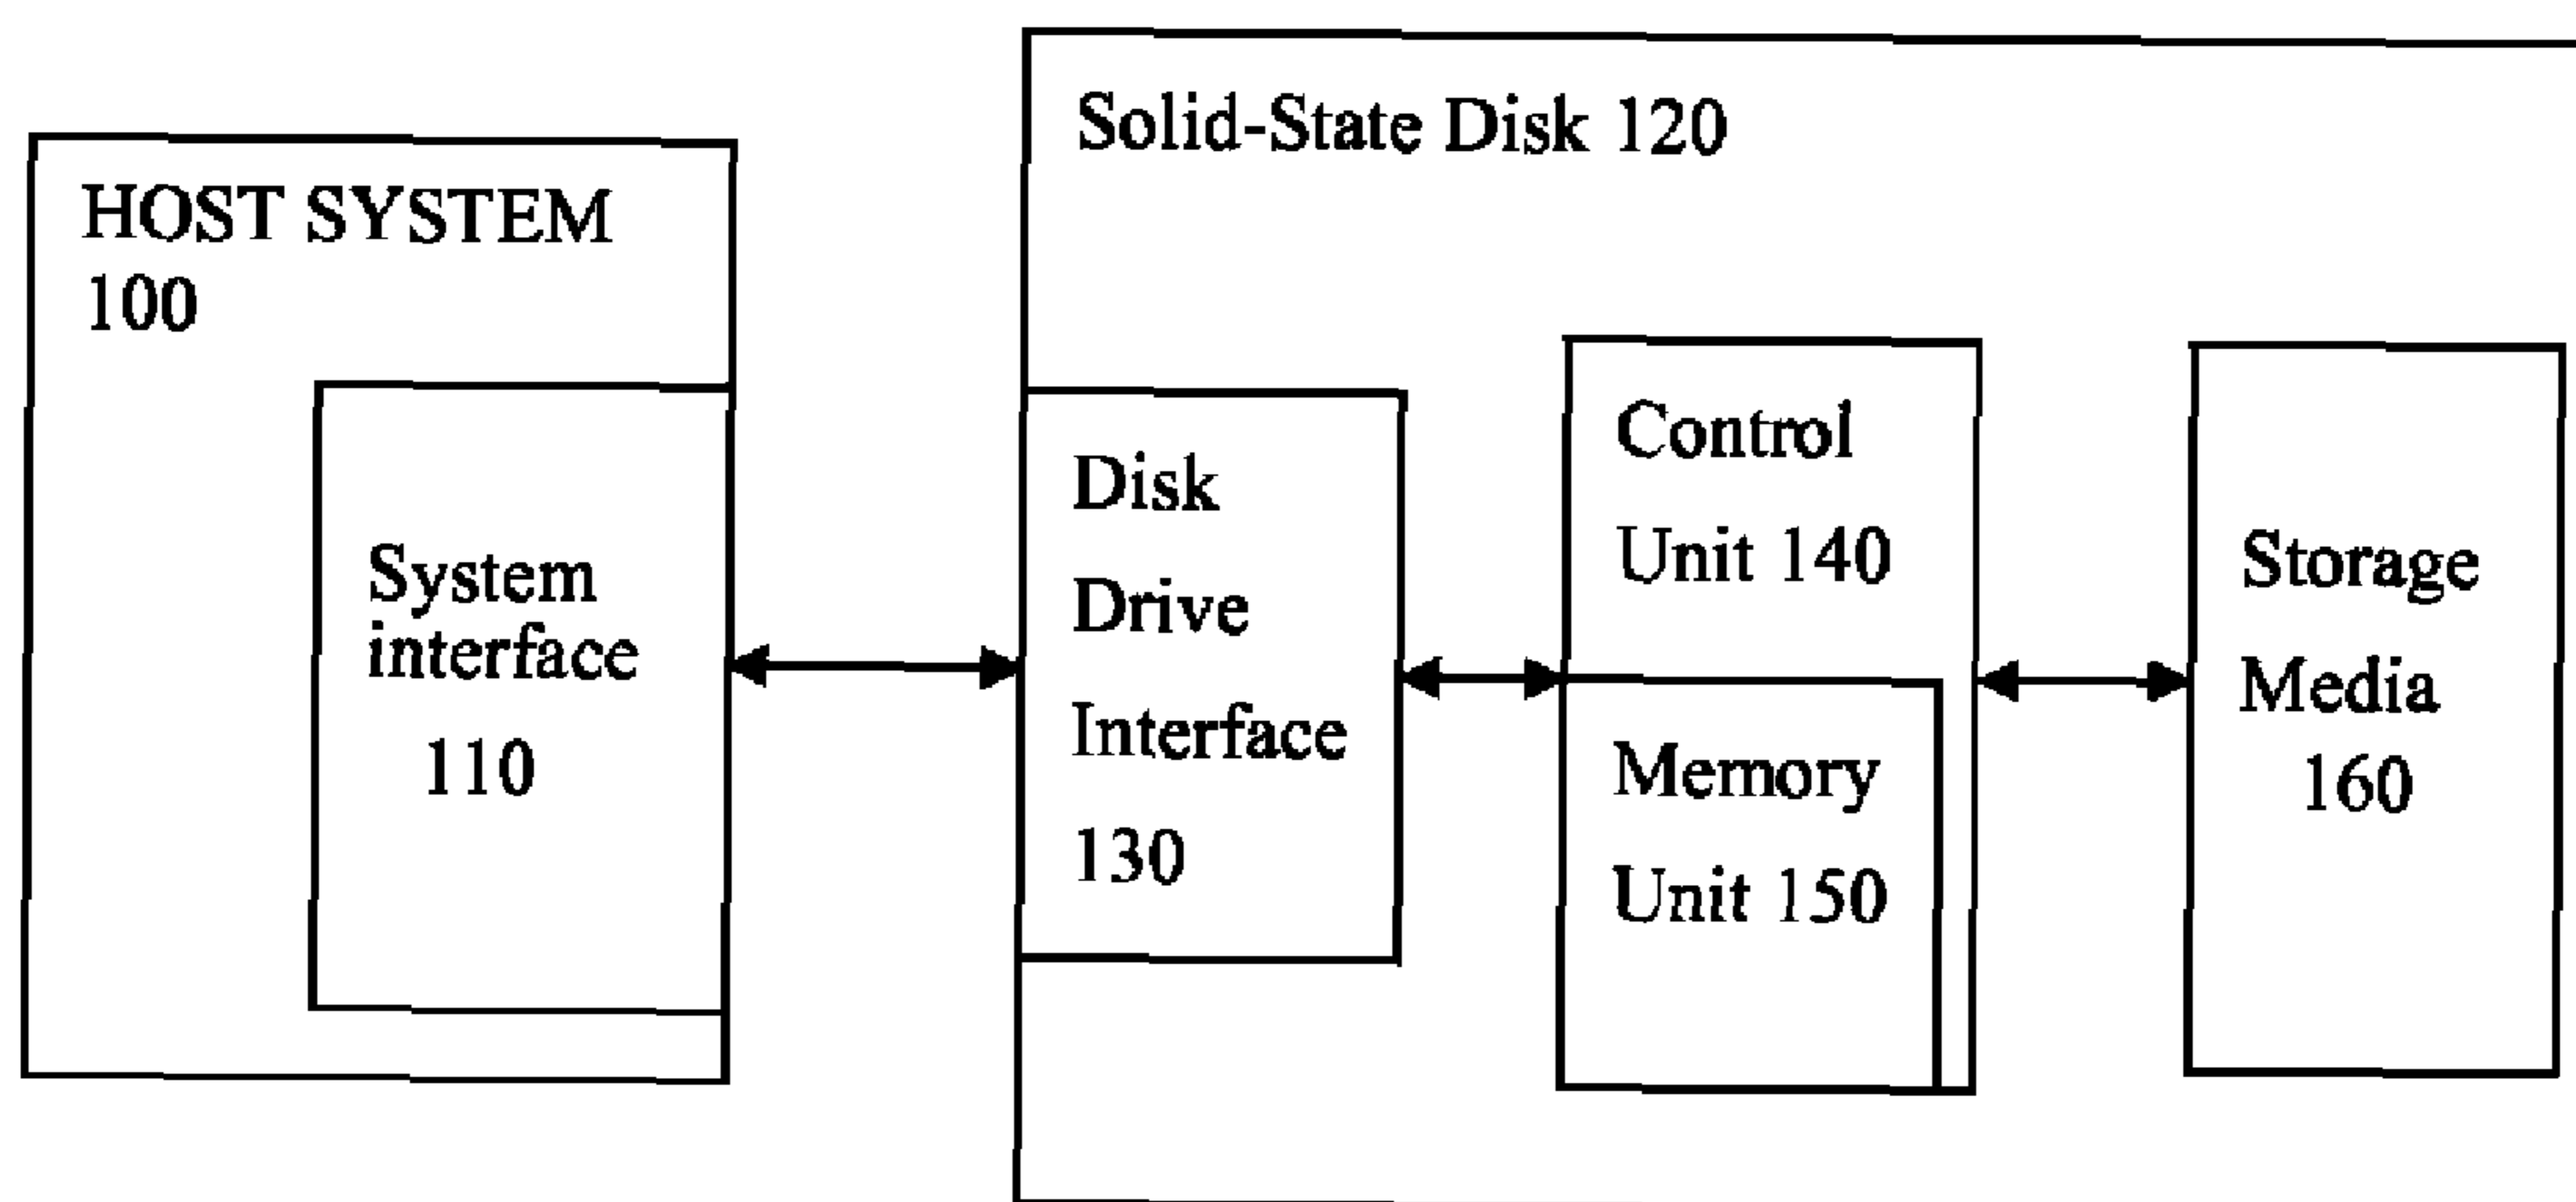 HOST SYSTEM
100
System
interface
110
Solid-State Disk 120
Disk
Drive
Interface
130
Control
Unit 140
Memory
Unit 150
Storage
Media
160